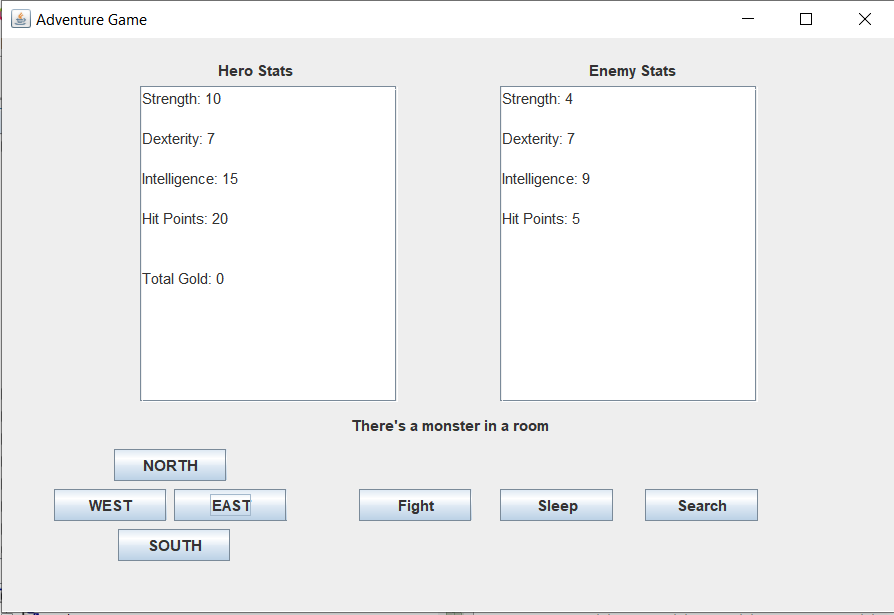 Adventure Game
Hero Stats
Strength: 10
Dexterity: 7
Intelligence: 15
Hit Points: 20
Total Gold: 0
Enemy Stats
Strength: 4
Dexterity: 7
Intelligence: 9
Hit Points: 5
There's a monster in a room
NORTH
WEST EAST
SOUTH
Fight Sleep Search